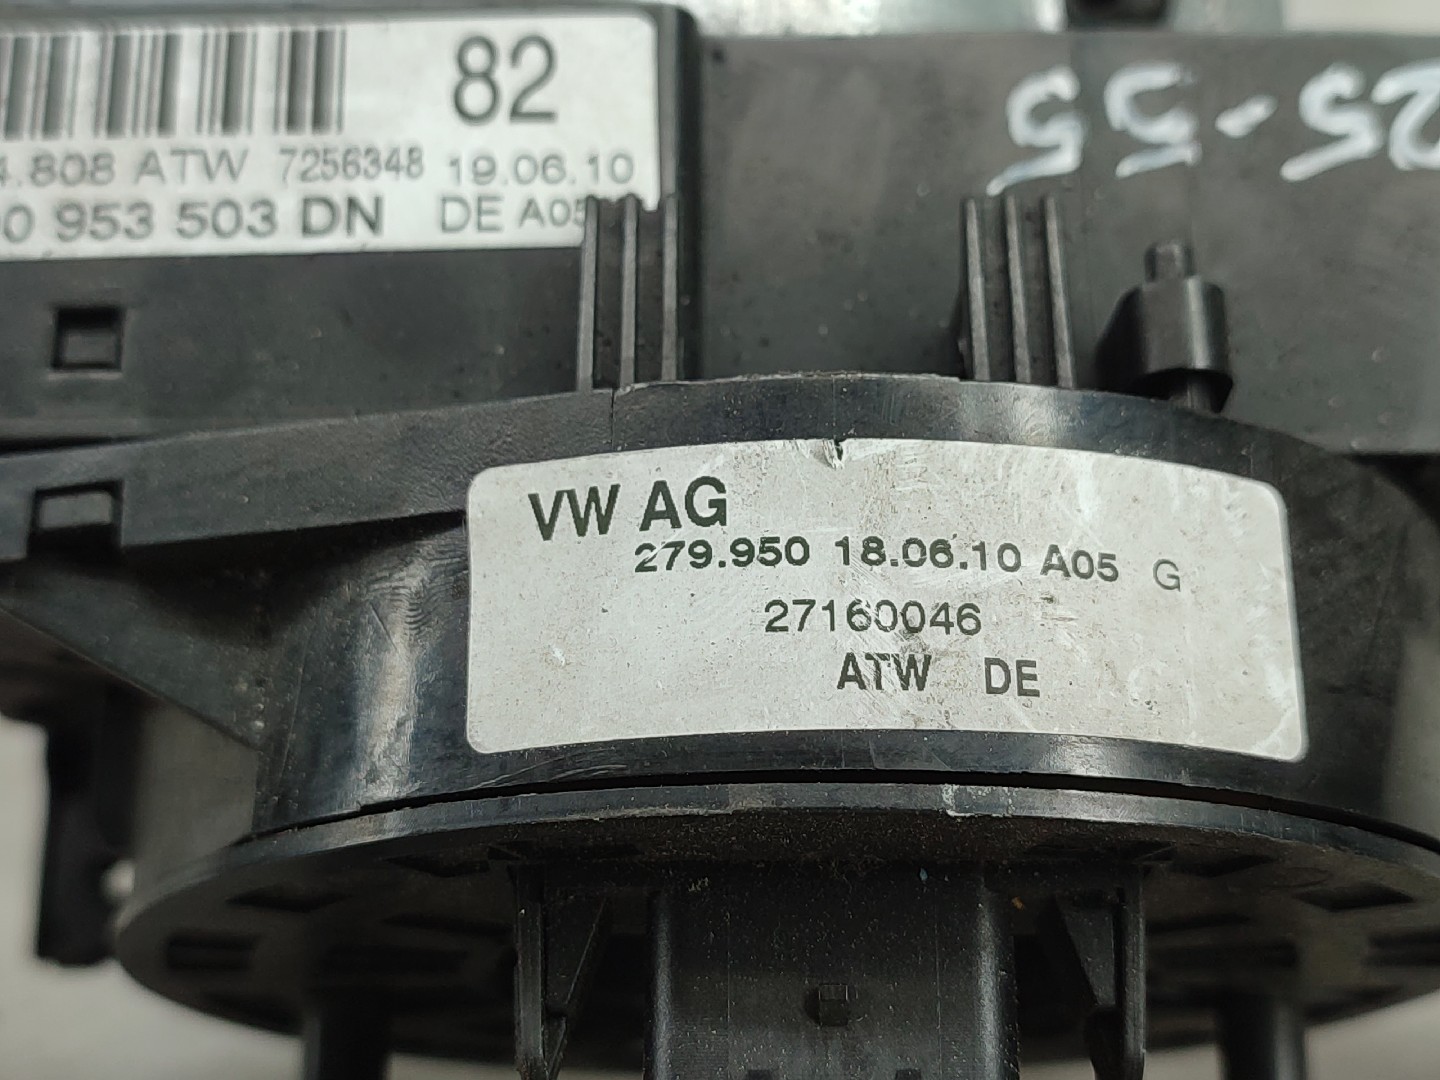 82
4.808 ATW 7256348 19.06.10
0 953 503 DN DE A05
25-55
VW AG
279.950 18.06.10 A05 G
27160046
ATW DE